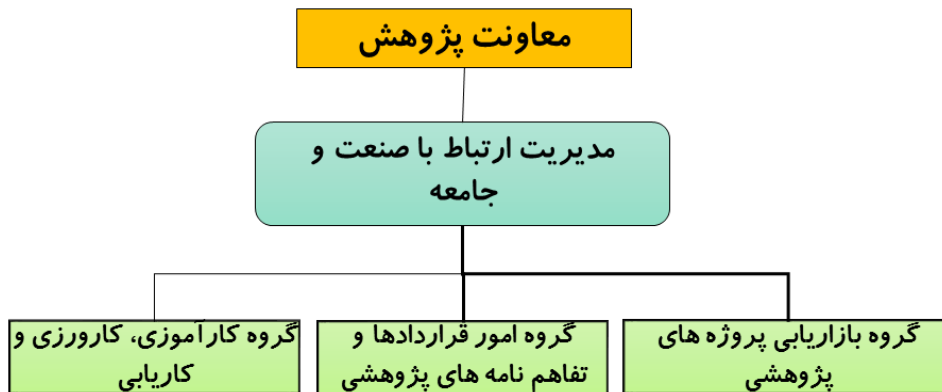 معاونت پژوهش
مدیریت ارتباط با صنعت و
جامعه
گروه بازاریابی پروژه های
پژوهشی
گروه امور قراردادها و
تفاهم نامه های پژوهشی
گروه کارآموزی، کارورزی و
کاریابی